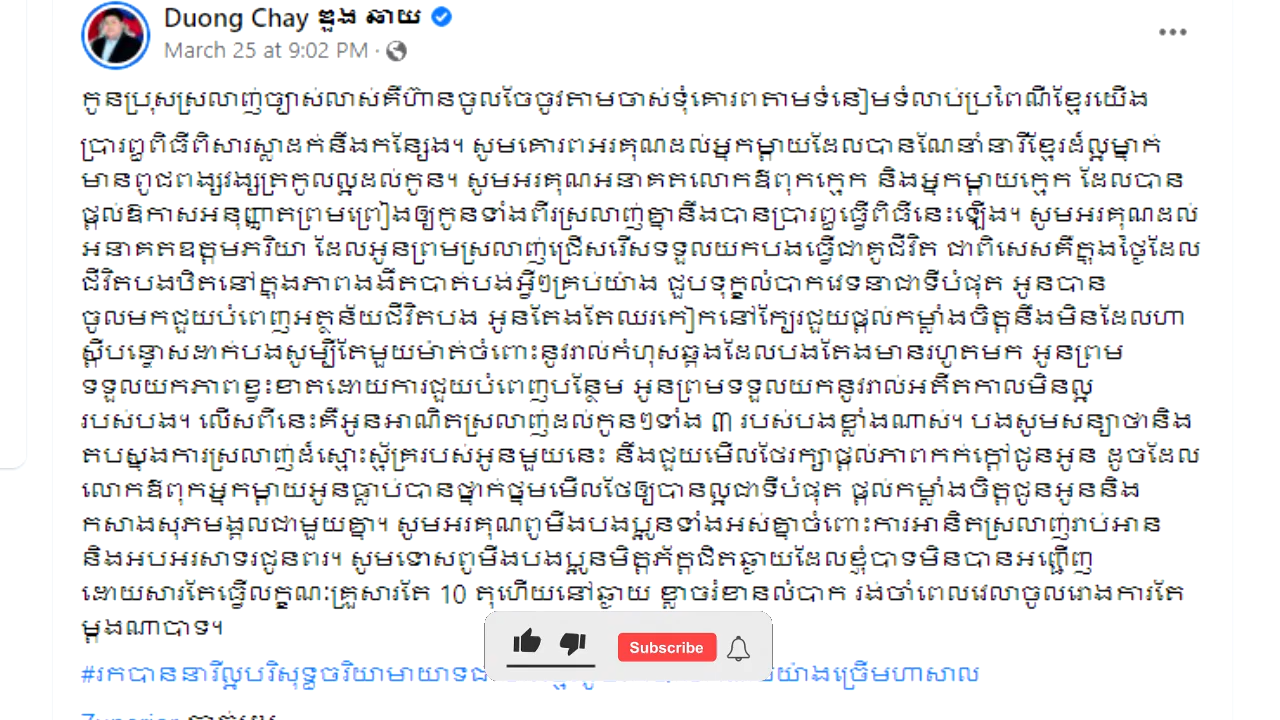 Duong Chay ឌួង ឆាយ
March 25 at 9:02 PM ·
កូនប្រុសស្រលាញ់ច្បាស់លាស់គឺហ៊ានចូលចែចូវតាមចាស់ទុំគោរពតាមទំនៀមទំលាប់ប្រពៃណីខ្មែរយើង
ប្រារព្ធពិធីពិសារស្លាដក់នឹងកន្សែង។ សូមគោរពអរគុណដល់អ្នកម្តាយដែលបានណែនាំនារីខ្មែរដ៏ល្អម្នាក់
មានពូជពង្សវង្សត្រកូលល្អដល់កូន។ សូមអរគុណអនាគតលោកឪពុកក្មេក និងអ្នកម្តាយក្មេក ដែលបាន
ផ្តល់ឱកាសអនុញ្ញាតព្រមព្រៀងឲ្យកូនទាំងពីរស្រលាញ់គ្នានឹងបានប្រារព្ធធ្វើពិធីនេះឡើង។ សូមអរគុណដល់
អនាគតឧត្តមភរិយា ដែលអូនព្រមស្រលាញ់ជ្រើសរើសទទួលយកបងធ្វើជាគូជីវិត ជាពិសេសគឺក្នុងថ្ងៃដែល
ជីវិតបងឋិតនៅក្នុងភាពងងឹតបាត់បង់អ្វីៗគ្រប់យ៉ាង ជួបទុក្ខលំបាកវេទនាជាទីបំផុត អូនបាន
ចូលមកជួយបំពេញអត្ថន័យជីវិតបង អូនតែងតែឈរកៀកនៅក្បែរជួយផ្តល់កម្លាំងចិត្តនឹងមិនដែលហា
ស្តីបន្ទោសដាក់បងសូម្បីតែមួយម៉ាត់ចំពោះនូវរាល់កំហុសឆ្គងដែលបងតែងមានរហូតមក អូនព្រម
ទទួលយកភាពខ្វះខាតដោយការជួយបំពេញបន្ថែម អូនព្រមទទួលយកនូវរាល់អតីតកាលមិនល្អ
របស់បង។ លើសពីនេះគឺអូនអាណិតស្រលាញ់ដល់កូនៗទាំង ៣ របស់បងខ្លាំងណាស់។ បងសូមសន្យាថានិង
តបស្នងការស្រលាញ់ដ៏ស្មោះស្ម័គ្ររបស់អូនមួយនេះ នឹងជួយមើលថែរក្សាផ្តល់ភាពកក់ក្តៅជូនអូន ដូចដែល
លោកឪពុកអ្នកម្តាយអូនធ្លាប់បានថ្នាក់ថ្នមមើលថែឲ្យបានល្អជាទីបំផុត ផ្តល់កម្លាំងចិត្តជូនអូននិង
កសាងសុភមង្គលជាមួយគ្នា។ សូមអរគុណពូមីងបងប្អូនទាំងអស់គ្នាចំពោះការអានិតស្រលាញ់រាប់អាន
និងអបអរសាទរជូនពរ។ សូមទោសពូមីងបងប្អូនមិត្តភ័ក្តជិតឆ្ងាយដែលខ្ញុំបាទមិនបានអញ្ជើញ
ដោយសារតែធ្វើលក្ខណៈគ្រួសារតែ 10 តុហើយនៅឆ្ងាយ ខ្លាចរំខានលំបាក រង់ចាំពេលវេលាចូលរោងការតែ
ម្តងណាបាទ។
Subscribe
#រកបាននារីល្អបរិសុទ្ធចរិយាមាយាទ